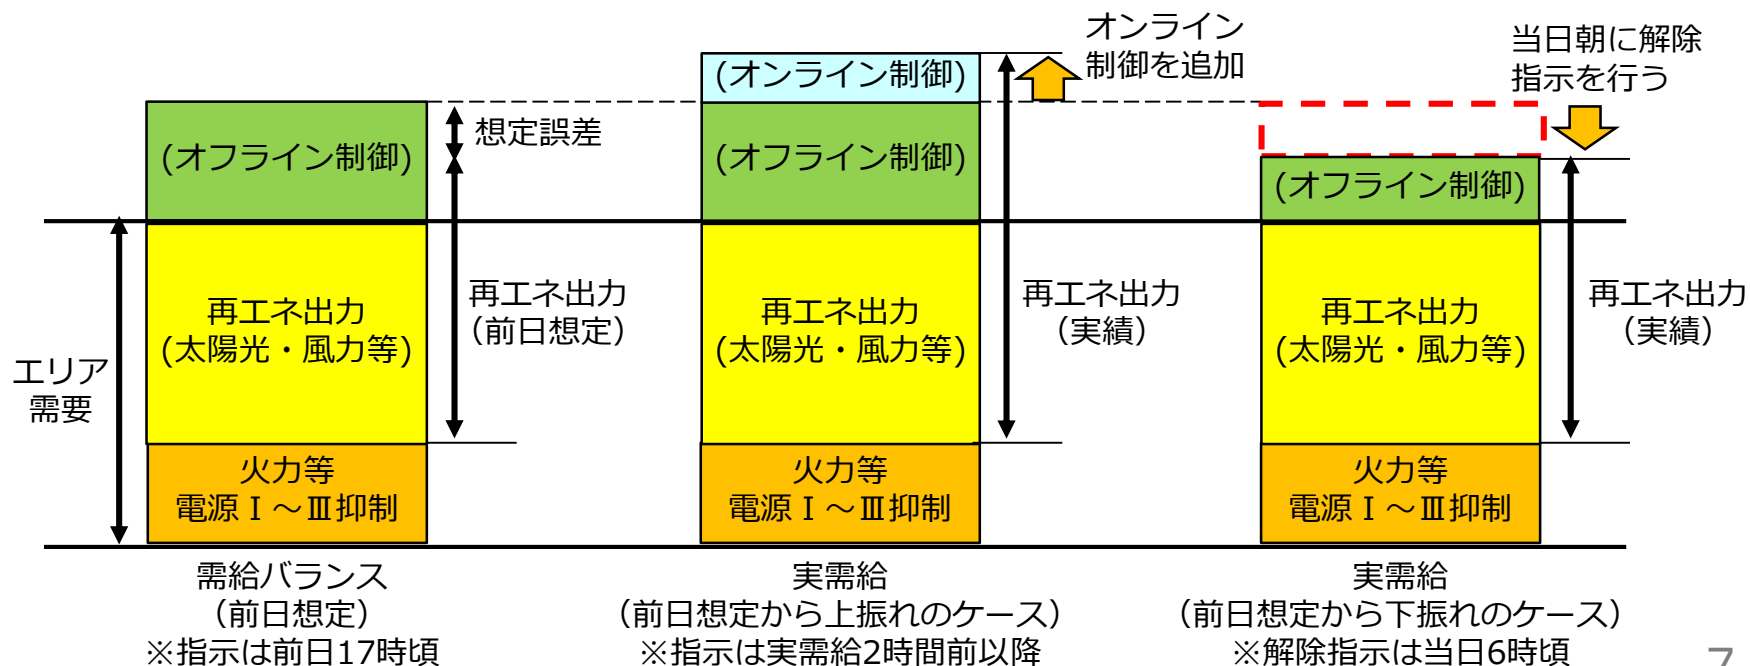 オンライン
制御を追加
当日朝に解除
指示を行う
(オフライン制御)
想定誤差
(オンライン制御)
(オフライン制御)
(オフライン制御)
エリア
需要
再エネ出力
(太陽光・風力等)
再エネ出力
（前日想定）
再エネ出力
(太陽光・風力等)
再エネ出力
（実績）
再エネ出力
(太陽光・風力等)
再エネ出力
（実績）
火力等
電源Ⅰ～Ⅲ抑制
火力等
電源Ⅰ～Ⅲ抑制
火力等
電源Ⅰ～Ⅲ抑制
需給バランス
（前日想定）
※指示は前日17時頃
実需給
（前日想定から上振れのケース）
※指示は実需給2時間前以降
実需給
（前日想定から下振れのケース）
※解除指示は当日6時頃
7